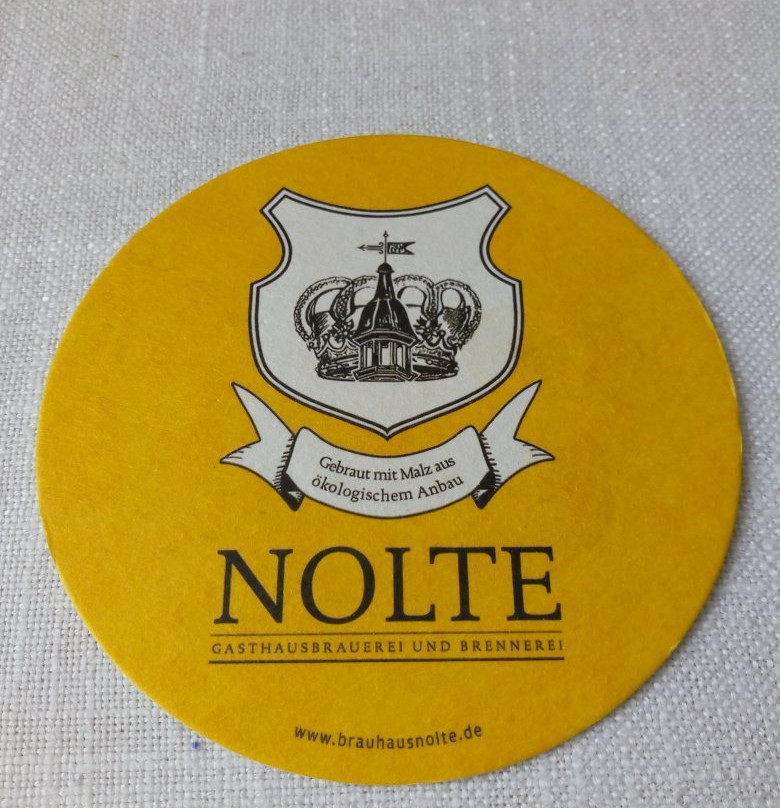 Gebraut mit Malz aus
ökologischem Anbau
NOLTE
GASTHAUSBRAUEREI UND BRENNEREI
www.brauhausnolte.de